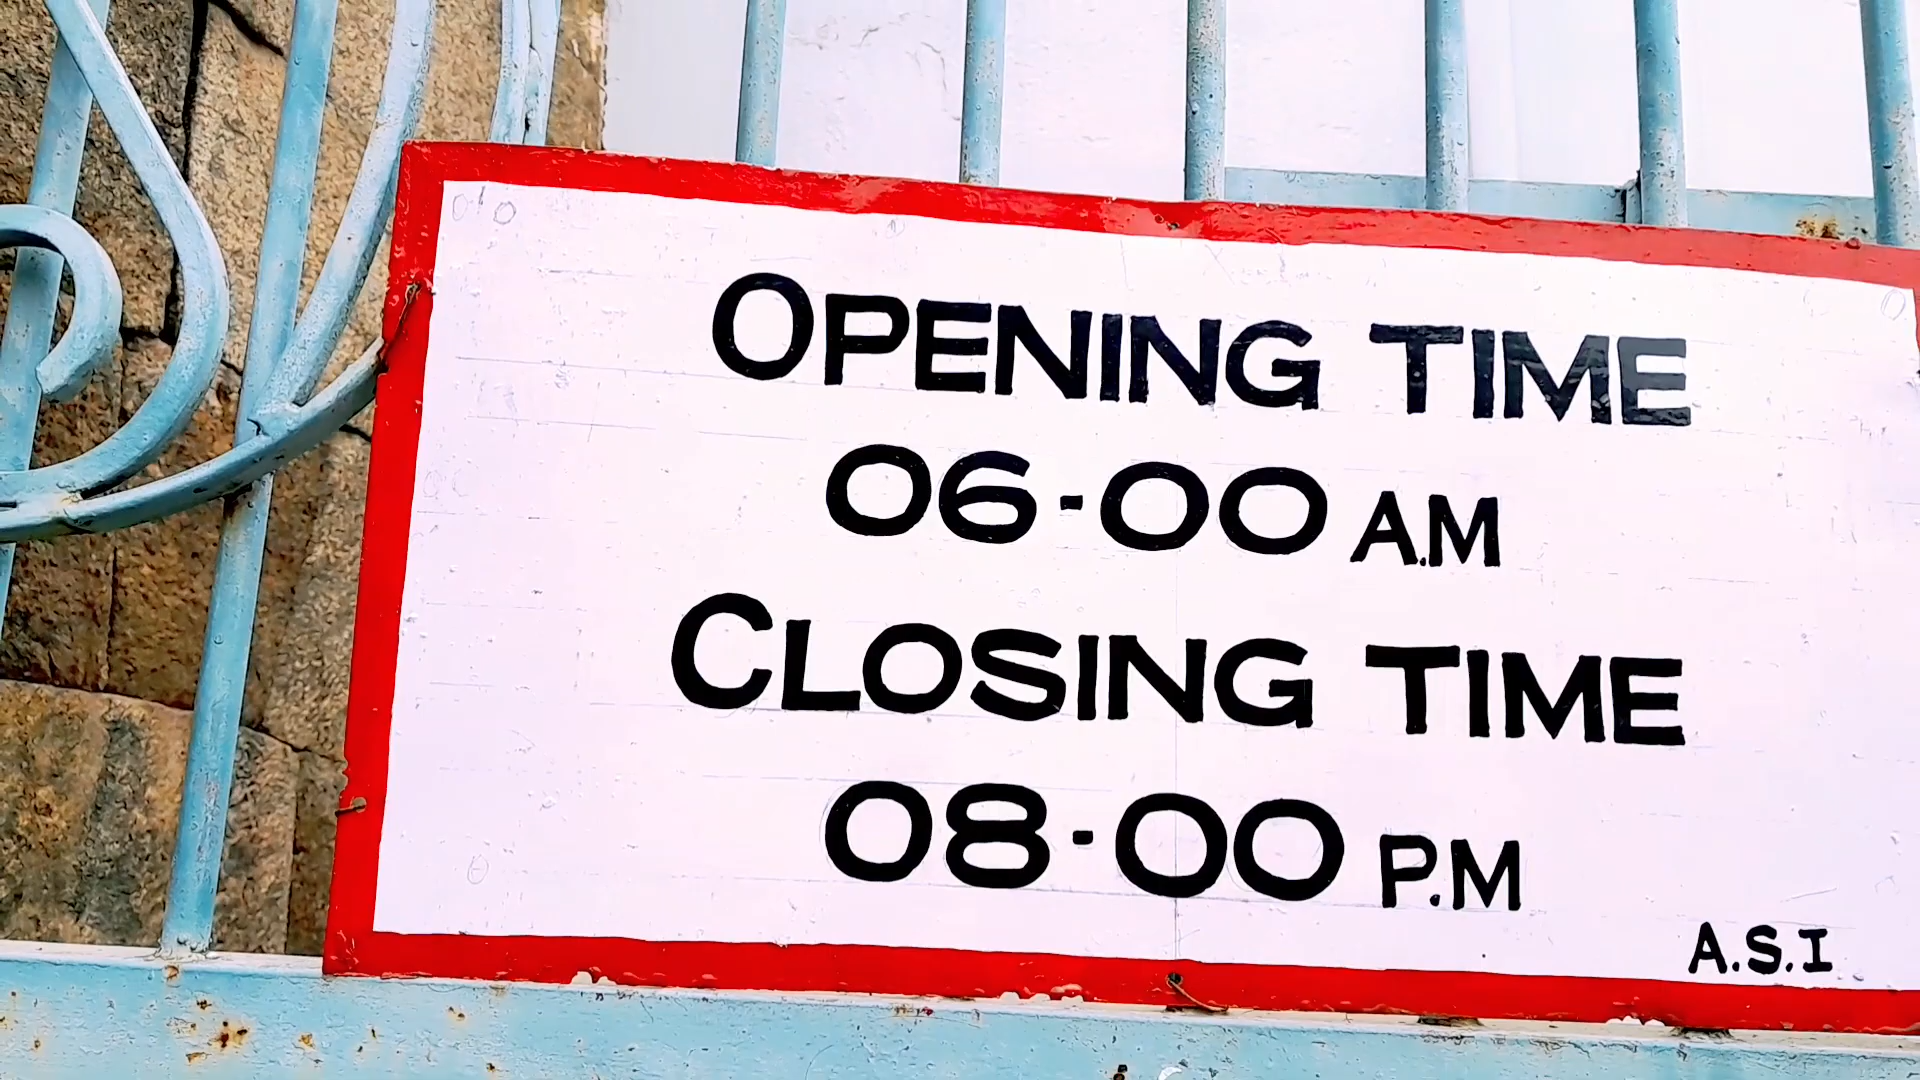 OPENING TIME
06-00 A.M
CLOSING TIME
08-00 P.M
A.S.I